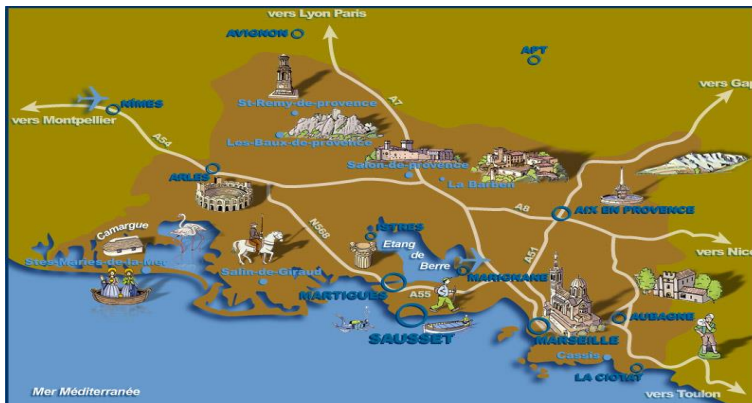 vers Lyon Paris
AVIGNON
APT
vers Gap
St-Remy-de-provence
A7
NÎMES
vers Montpellier
A54
Les-Baux-de-provence
Salon-de-provence
La Barben
ARLES
A8
AIX EN PROVENCE
Camargue
N568
ISTRES
Etang de Berre
A51
vers Nice
Stes-Maries-de-la-Mer
Salin-de-Giraud
MARIGNANE
MARTIGUES
A55
SAUSSET
MARSEILLE
AUBAGNE
Cassis
LA CIOTET
vers Toulon
Mer Méditerranée